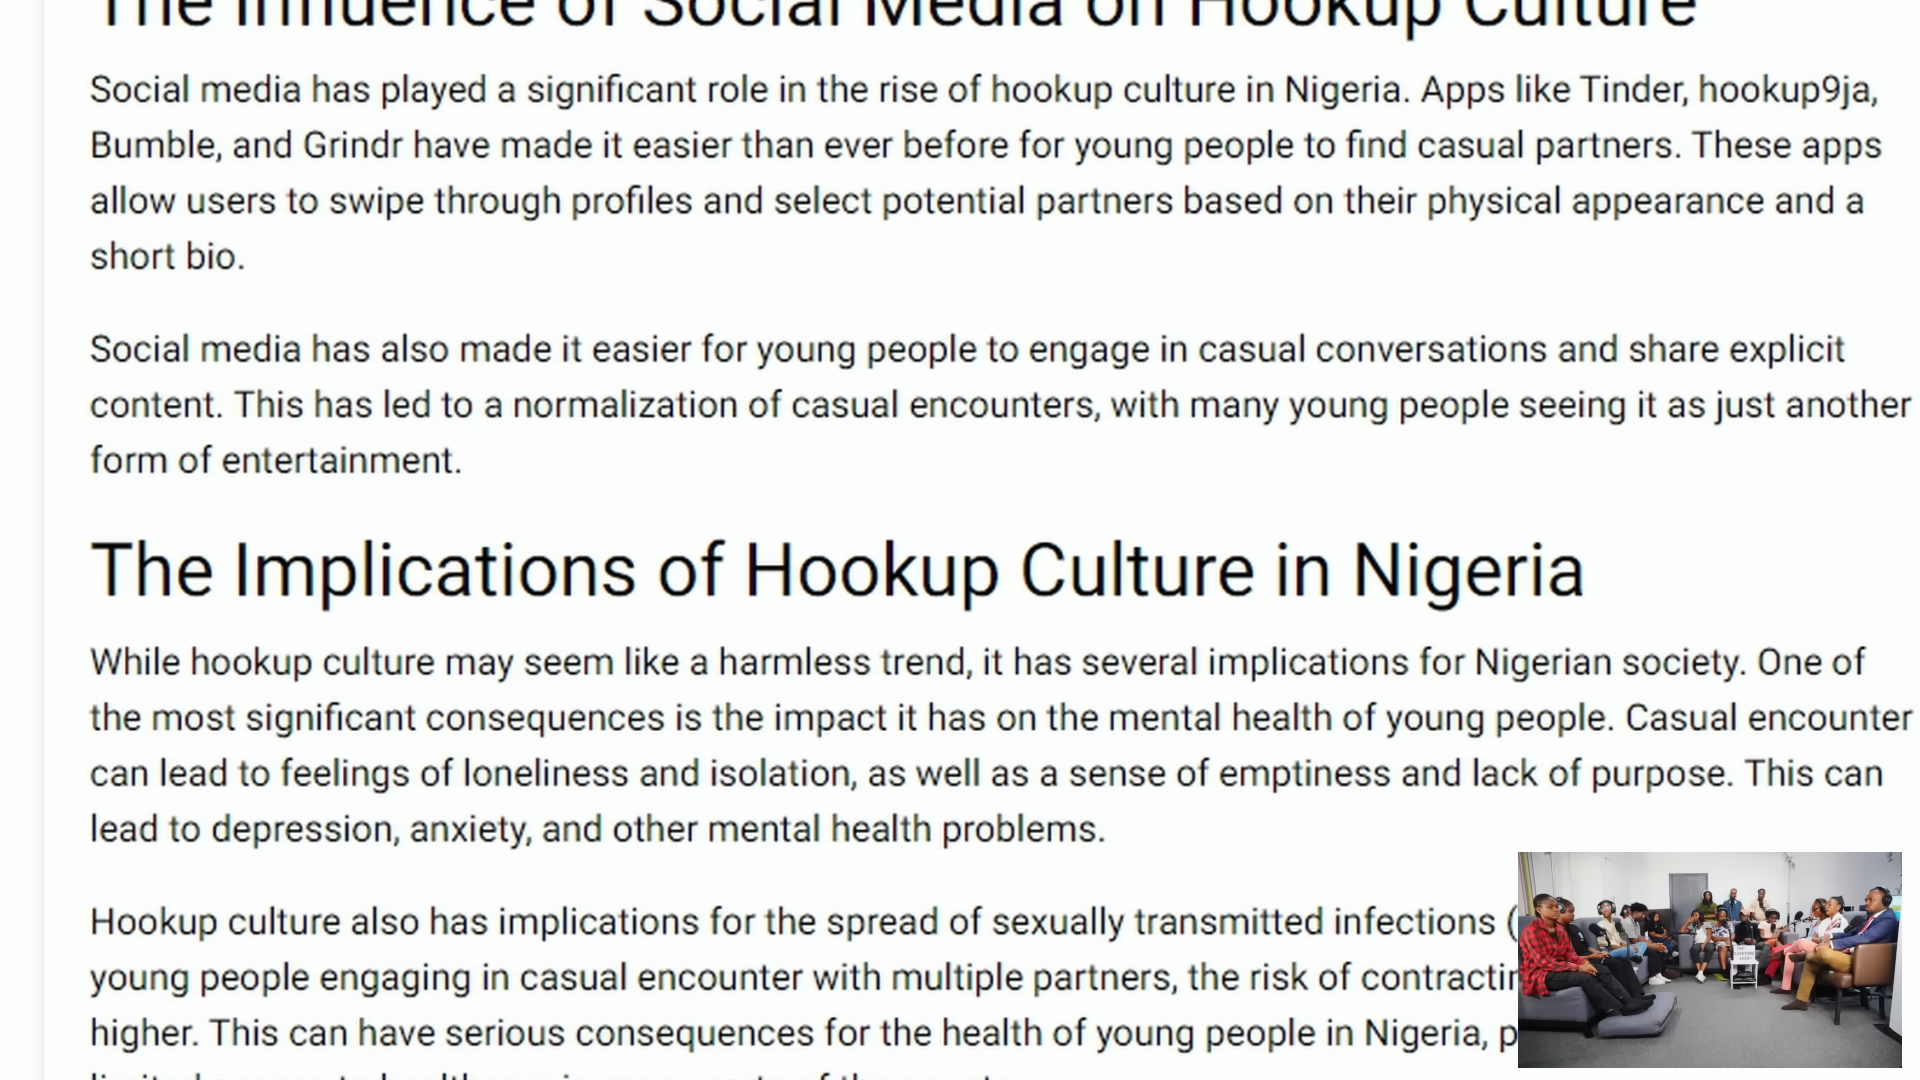 The Influence of Social Media on Hookup Culture
Social media has played a significant role in the rise of hookup culture in Nigeria. Apps like Tinder, hookup9ja,
Bumble, and Grindr have made it easier than ever before for young people to find casual partners. These apps
allow users to swipe through profiles and select potential partners based on their physical appearance and a
short bio.
Social media has also made it easier for young people to engage in casual conversations and share explicit
content. This has led to a normalization of casual encounters, with many young people seeing it as just another
form of entertainment.
The Implications of Hookup Culture in Nigeria
While hookup culture may seem like a harmless trend, it has several implications for Nigerian society. One of
the most significant consequences is the impact it has on the mental health of young people. Casual encounter
can lead to feelings of loneliness and isolation, as well as a sense of emptiness and lack of purpose. This can
lead to depression, anxiety, and other mental health problems.
Hookup culture also has implications for the spread of sexually transmitted infections (
young people engaging in casual encounter with multiple partners, the risk of contractin
higher. This can have serious consequences for the health of young people in Nigeria, p